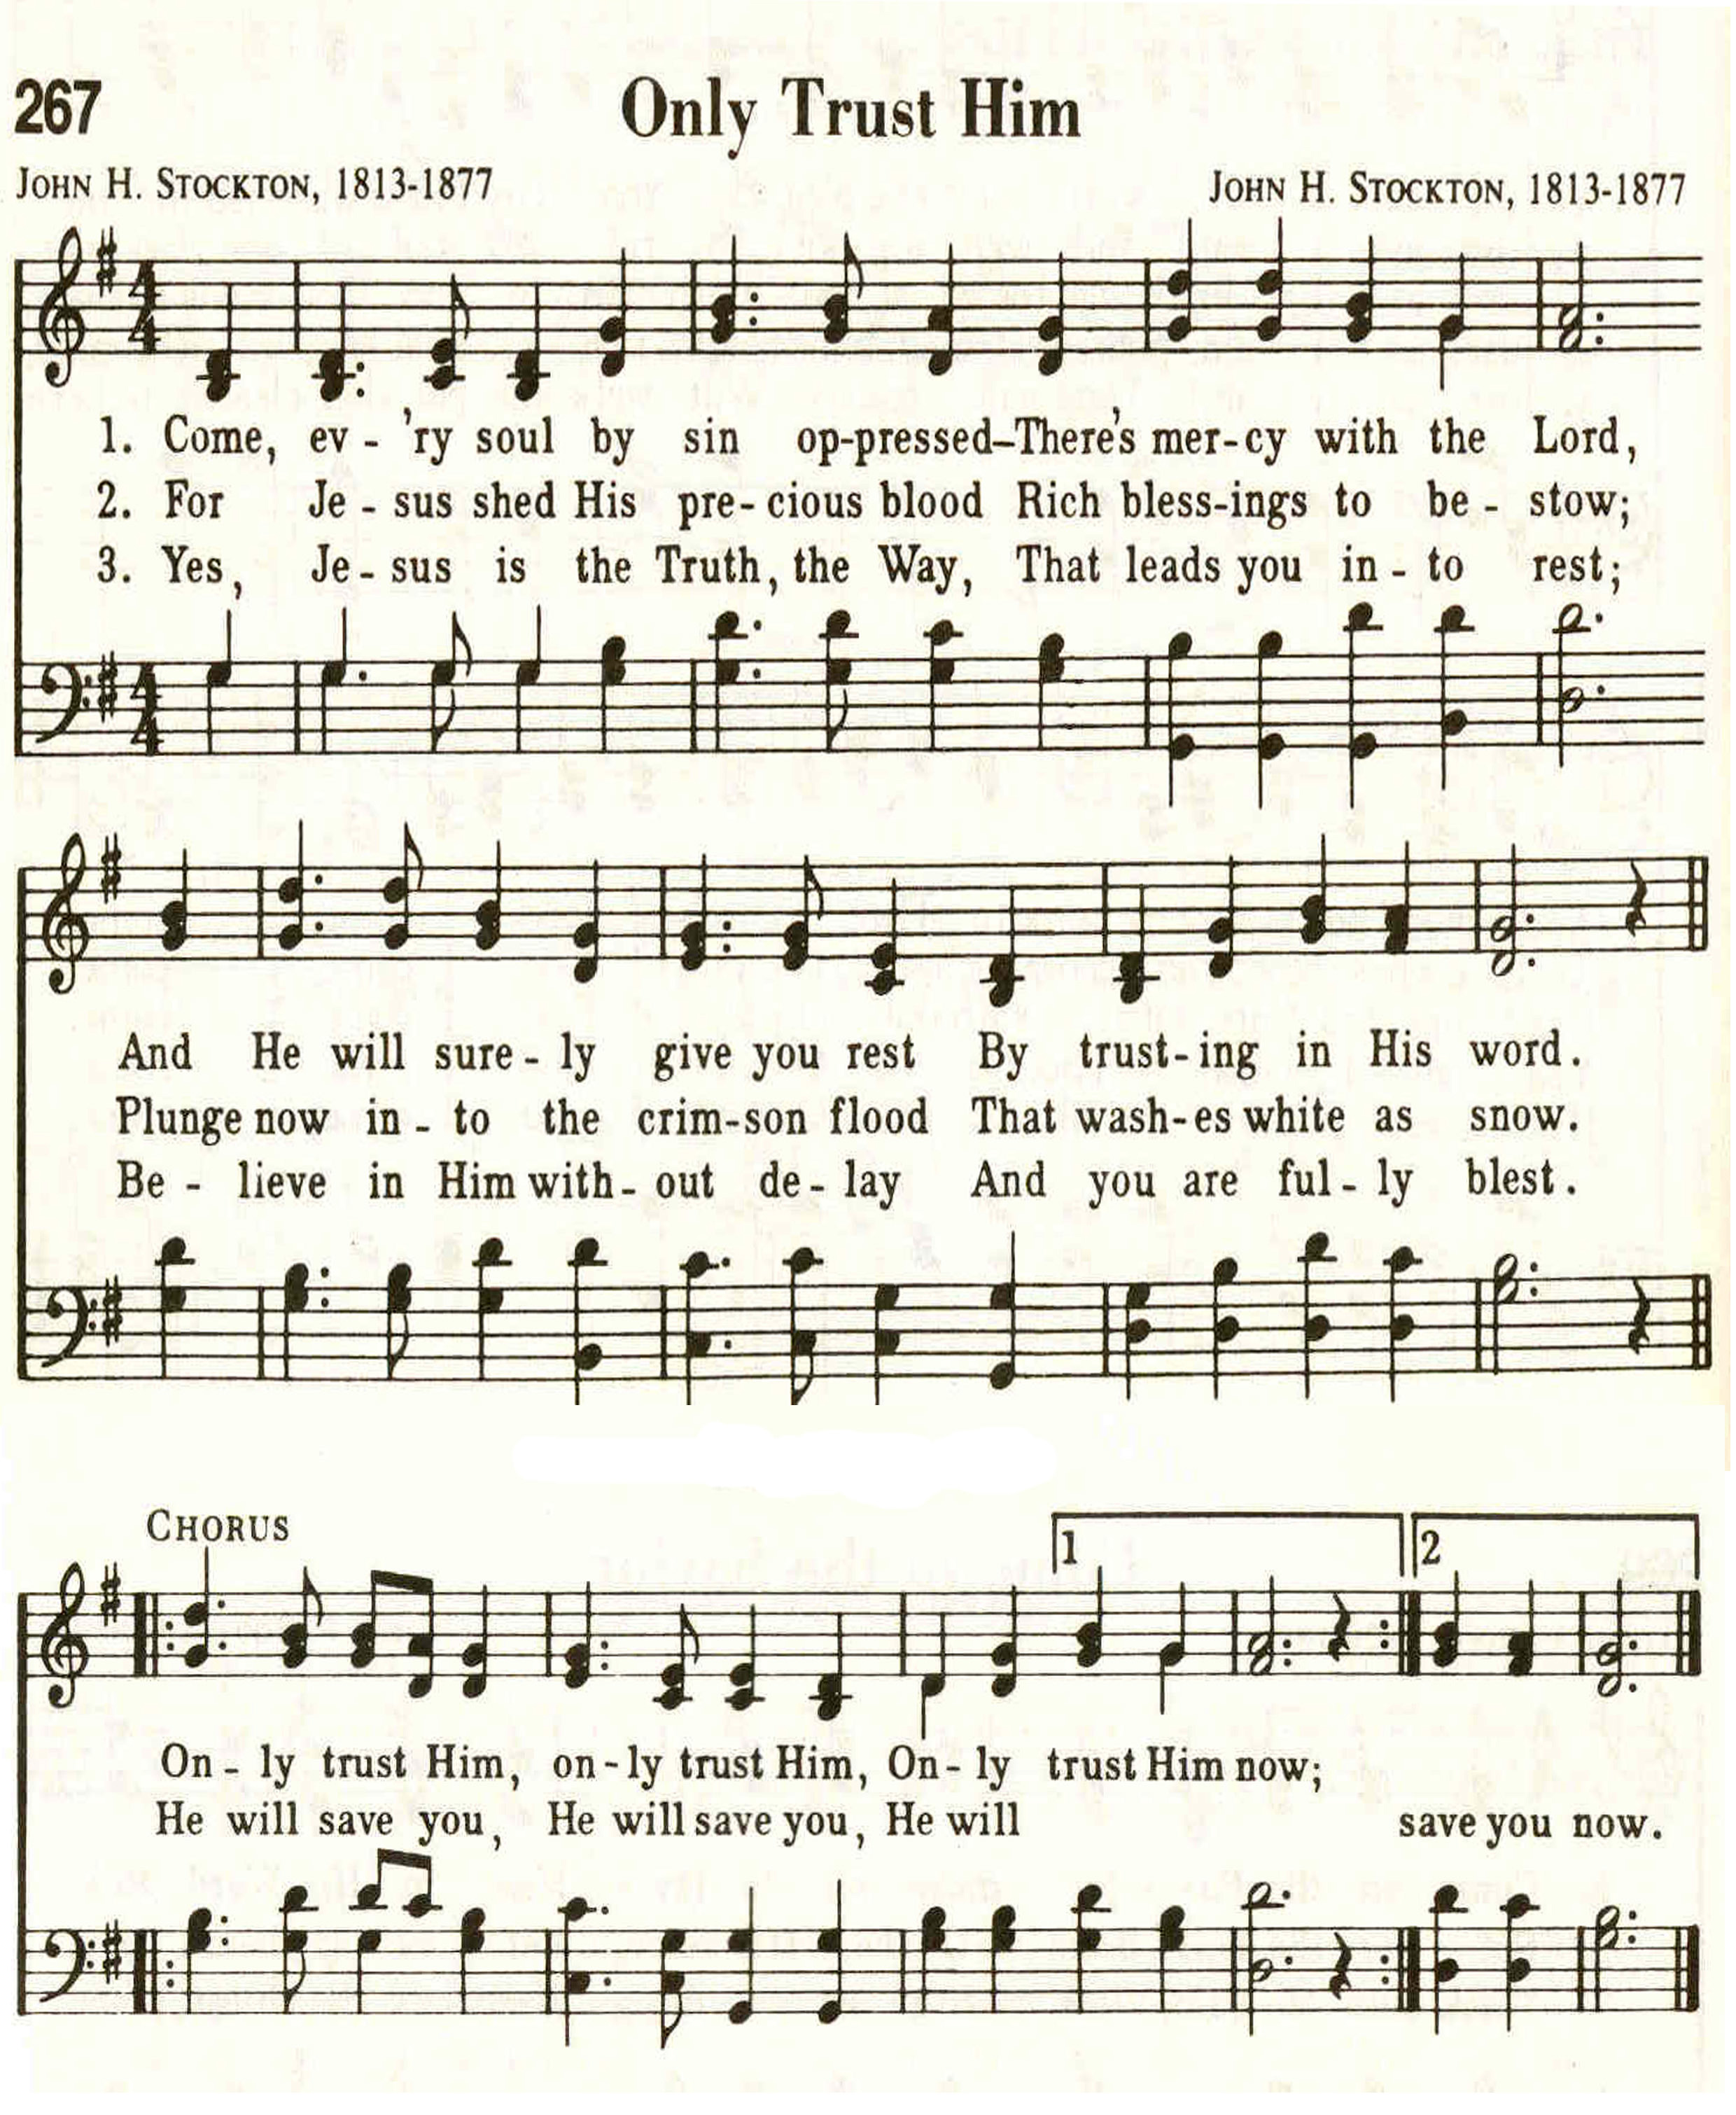 267 Only Trust Him
JOHN H. STOCKTON, 1813-1877 JOHN H. STOCKTON, 1813-1877
1. Come, ev - 'ry soul by sin op-pressed–There's mer-cy with the Lord,
2. For Je - sus shed His pre - cious blood Rich bless-ings to be - stow;
3. Yes, Je - sus is the Truth, the Way, That leads you in - to rest;
And He will sure - ly give you rest By trust - ing in His word.
Plunge now in - to the crim-son flood That wash-es white as snow.
Be - lieve in Him with - out de - lay And you are ful - ly blest.
CHORUS
1 2
On - ly trust Him, on - ly trust Him, On - ly trust Him now;
He will save you, He will save you, He will save you now.